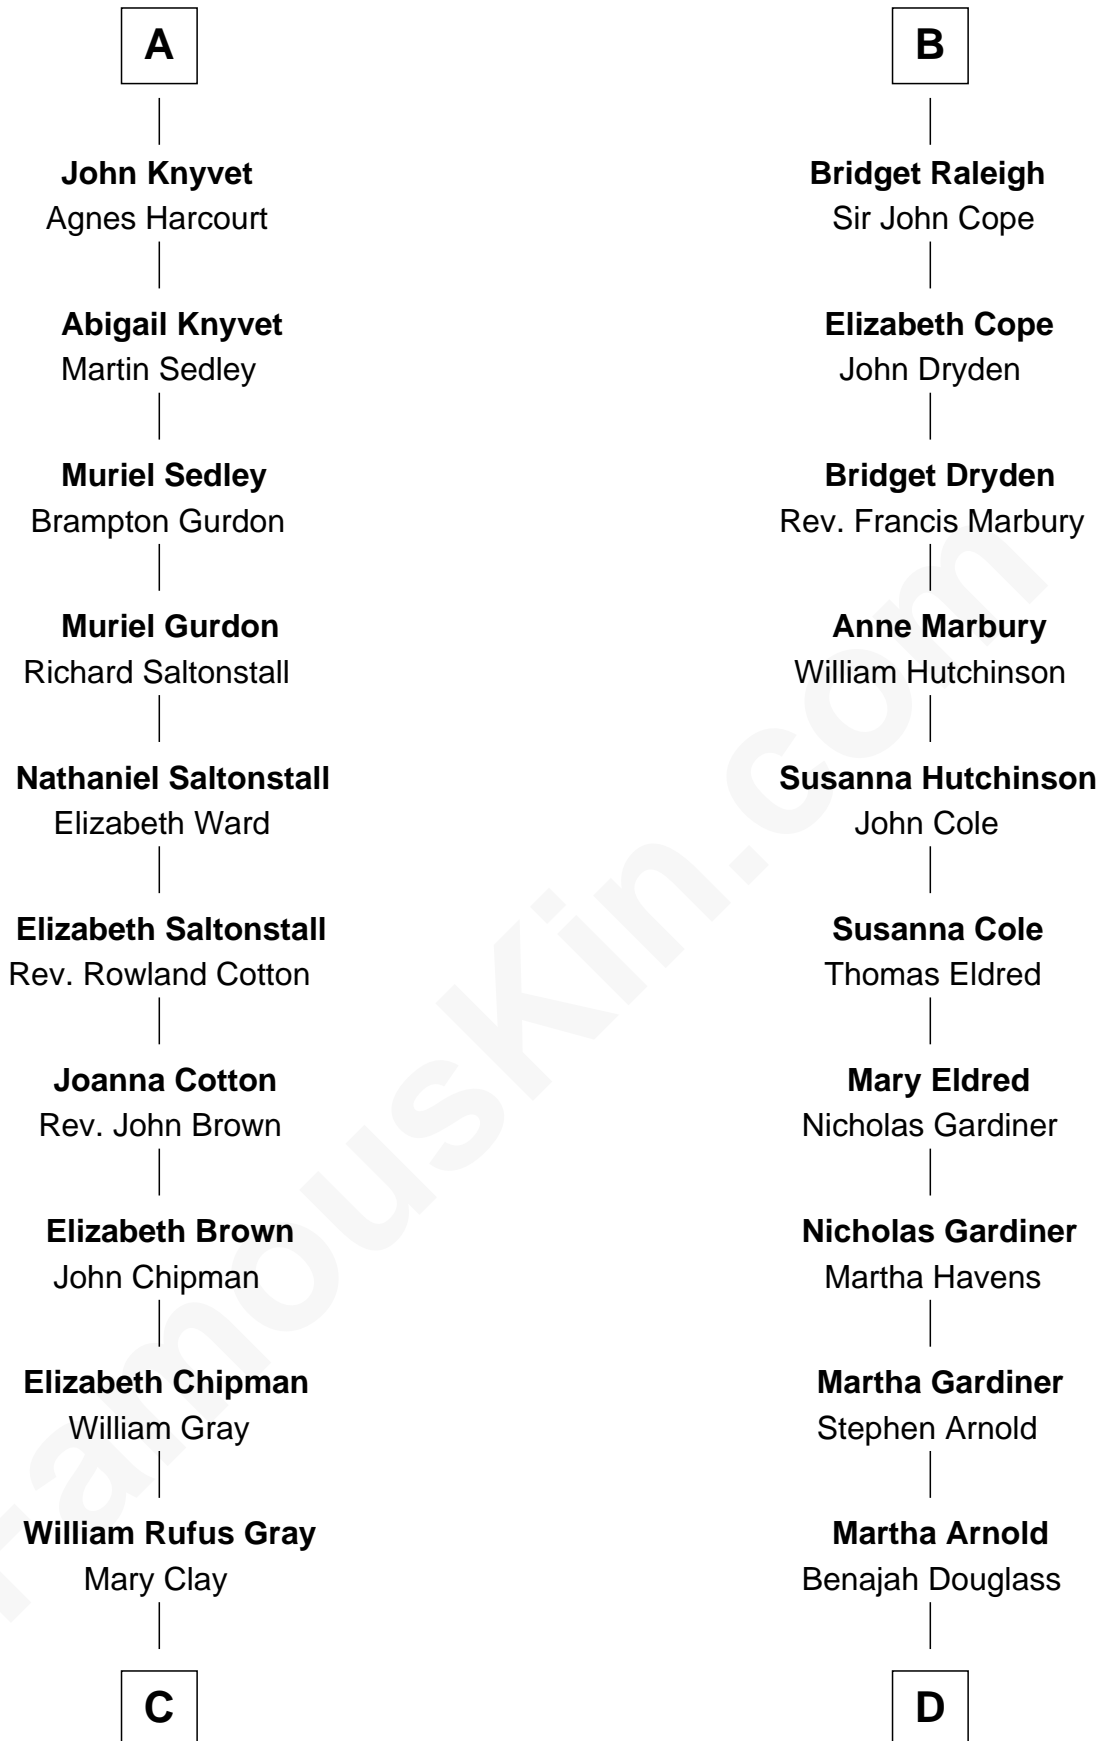 A
John Knyvet
Agnes Harcourt
Abigail Knyvet
Martin Sedley
Muriel Sedley
Brampton Gurdon
Muriel Gurdon
Richard Saltonstall
Nathaniel Saltonstall
Elizabeth Ward
Elizabeth Saltonstall
Rev. Rowland Cotton
Joanna Cotton
Rev. John Brown
Elizabeth Brown
John Chipman
Elizabeth Chipman
William Gray
William Rufus Gray
Mary Clay
C
B
Bridget Raleigh
Sir John Cope
Elizabeth Cope
John Dryden
Bridget Dryden
Rev. Francis Marbury
Anne Marbury
William Hutchinson
Susanna Hutchinson
John Cole
Susanna Cole
Thomas Eldred
Mary Eldred
Nicholas Gardiner
Nicholas Gardiner
Martha Havens
Martha Gardiner
Stephen Arnold
Martha Arnold
Benajah Douglass
D
FamousKin.com